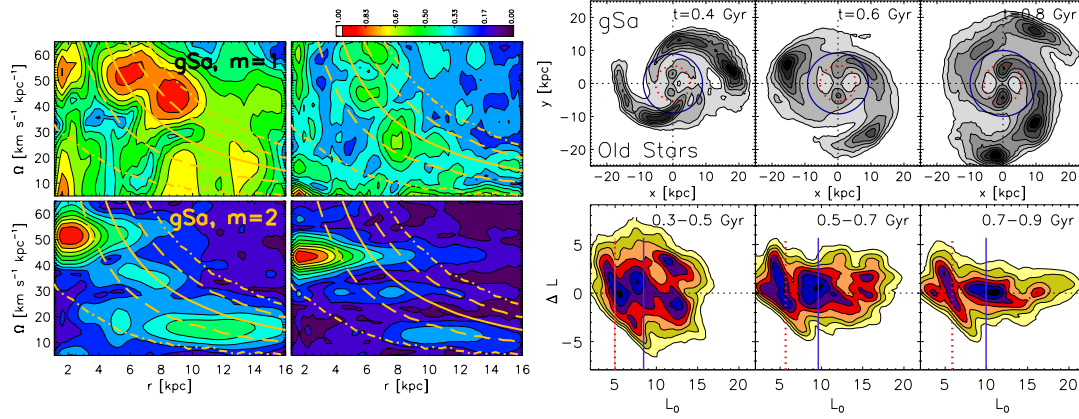 1.00 0.83 0.67 0.50 0.33 0.17 0.00
gSa, m=1
60
50
40
30
20
10
Ω [km s⁻¹ kpc⁻¹]
gSa, m=2
60
50
40
30
20
10
Ω [km s⁻¹ kpc⁻¹]
2 4 6 8 10 12 14 16
2 4 6 8 10 12 14 16
r [kpc]
r [kpc]
gSa
t=0.4 Gyr
t=0.6 Gyr
t=0.8 Gyr
20
10
0
-10
-20
y [kpc]
Old Stars
-20 -10 0 10 20
-20 -10 0 10 20
-20 -10 0 10 20
x [kpc]
x [kpc]
x [kpc]
0.3-0.5 Gyr
0.5-0.7 Gyr
0.7-0.9 Gyr
5
0
-5
Δ L
5 10 15 20
5 10 15 20
5 10 15 20
L₀
L₀
L₀